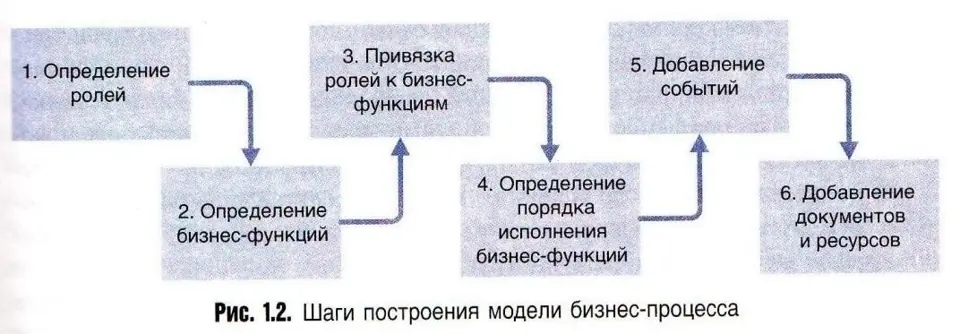 1. Определение
ролей
2. Определение
бизнес-функций
3. Привязка
ролей к бизнес-
функциям
4. Определение
порядка
исполнения
бизнес-функций
5. Добавление
событий
6. Добавление
документов
и ресурсов
Рис. 1.2. Шаги построения модели бизнес-процесса